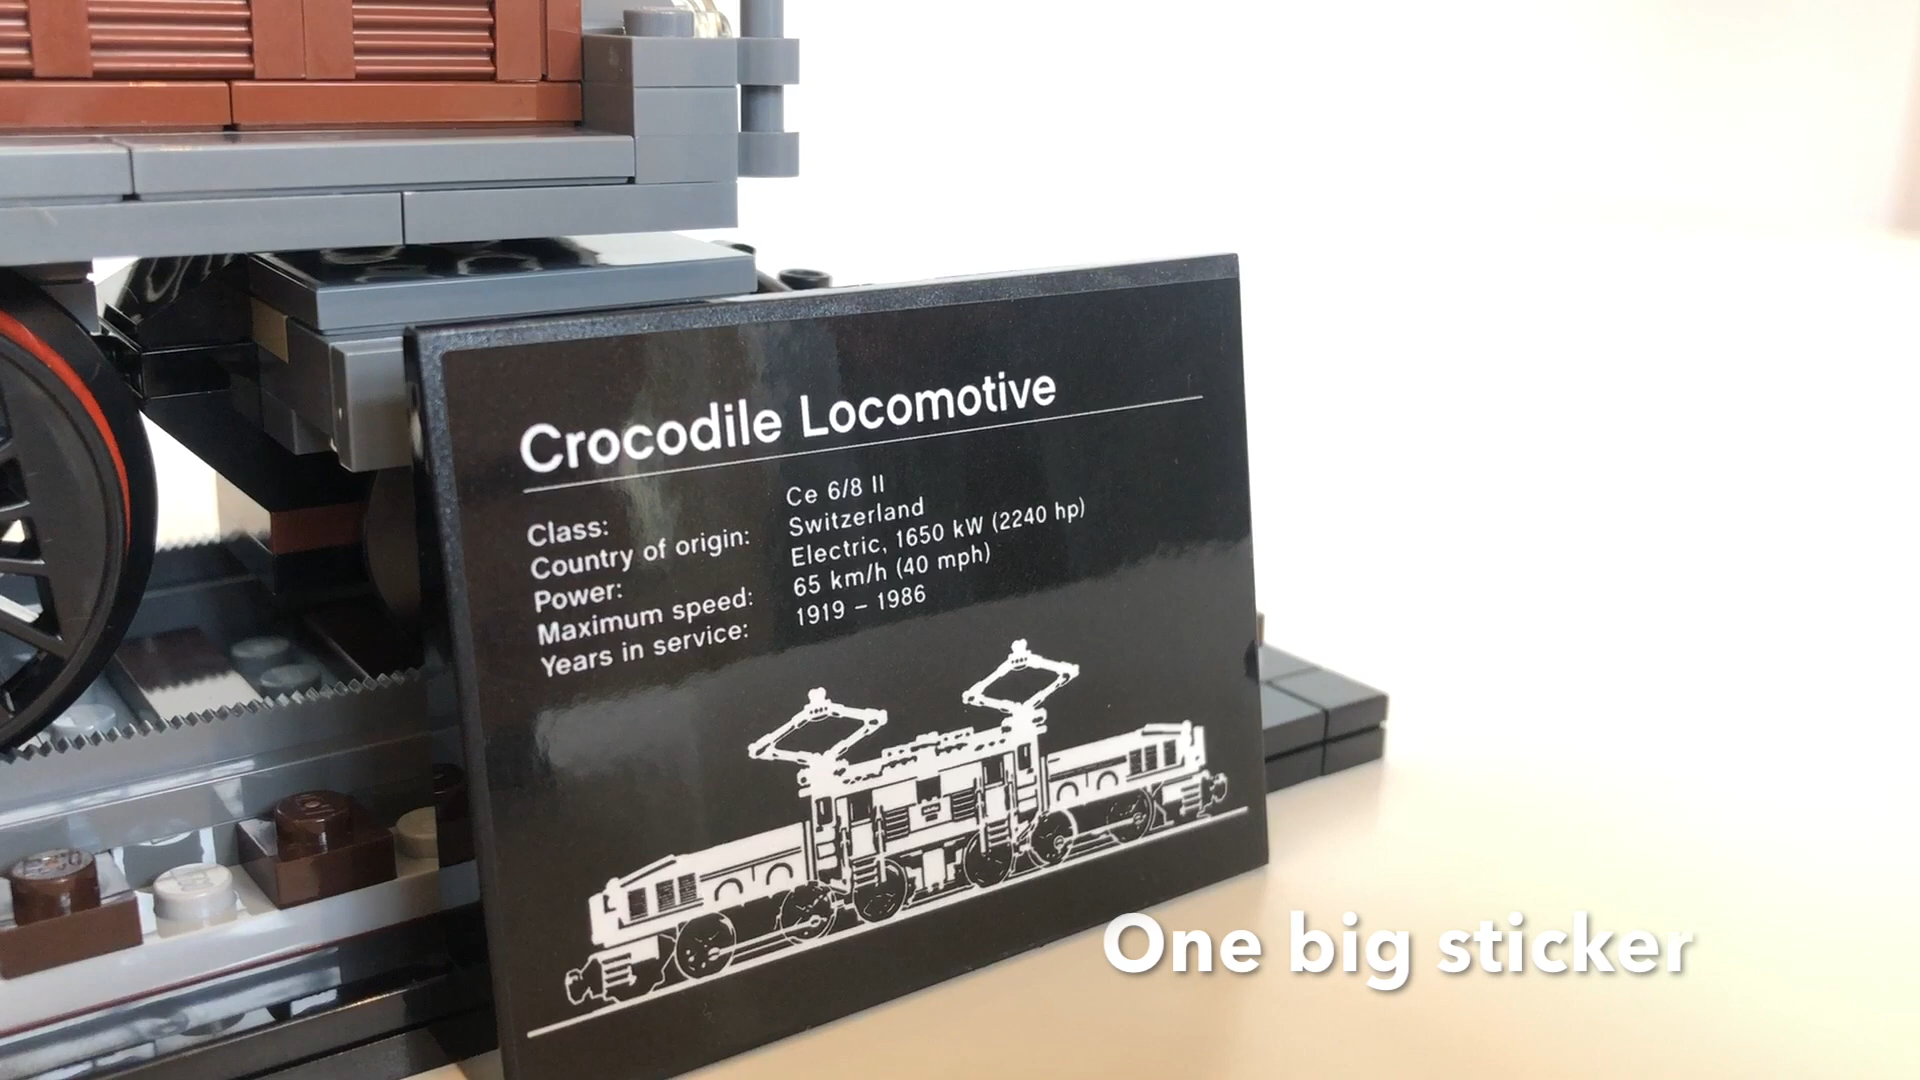 Crocodile Locomotive
Class: Ce 6/8 II
Country of origin: Switzerland
Power: Electric, 1650 kW (2240 hp)
Maximum speed: 65 km/h (40 mph)
Years in service: 1919 – 1986
One big sticker